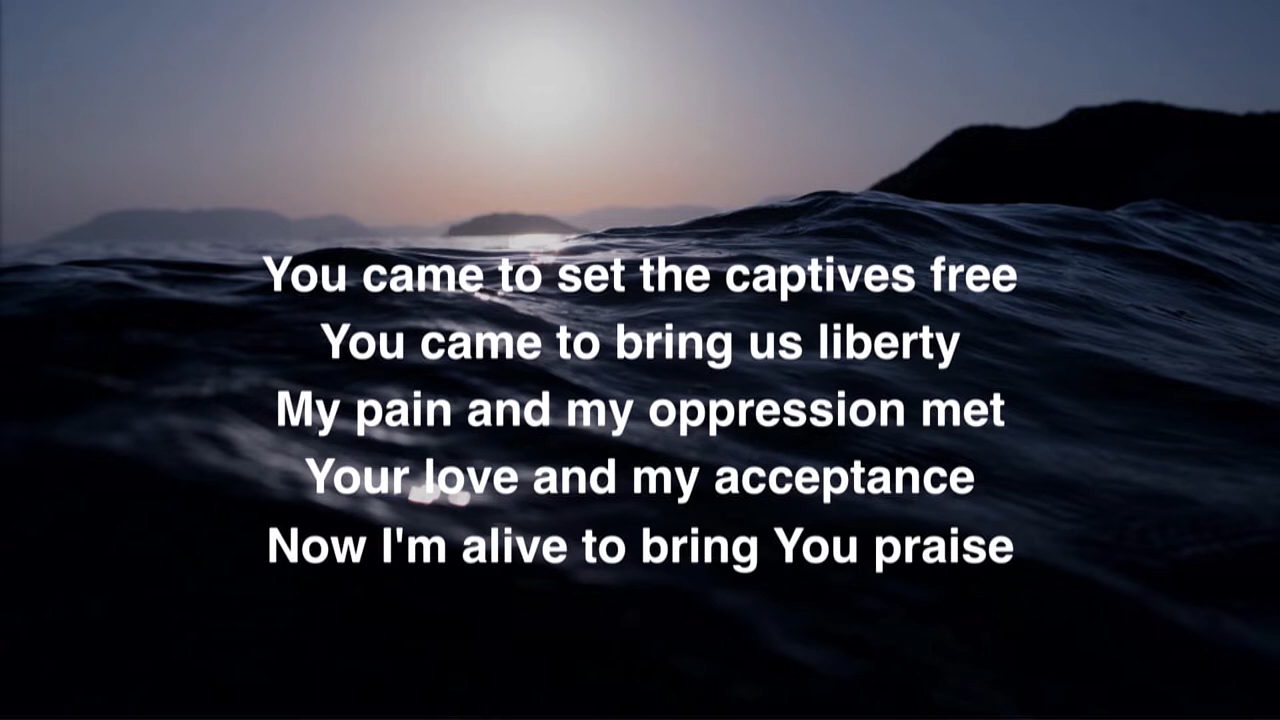 You came to set the captives free
You came to bring us liberty
My pain and my oppression met
Your love and my acceptance
Now I'm alive to bring You praise